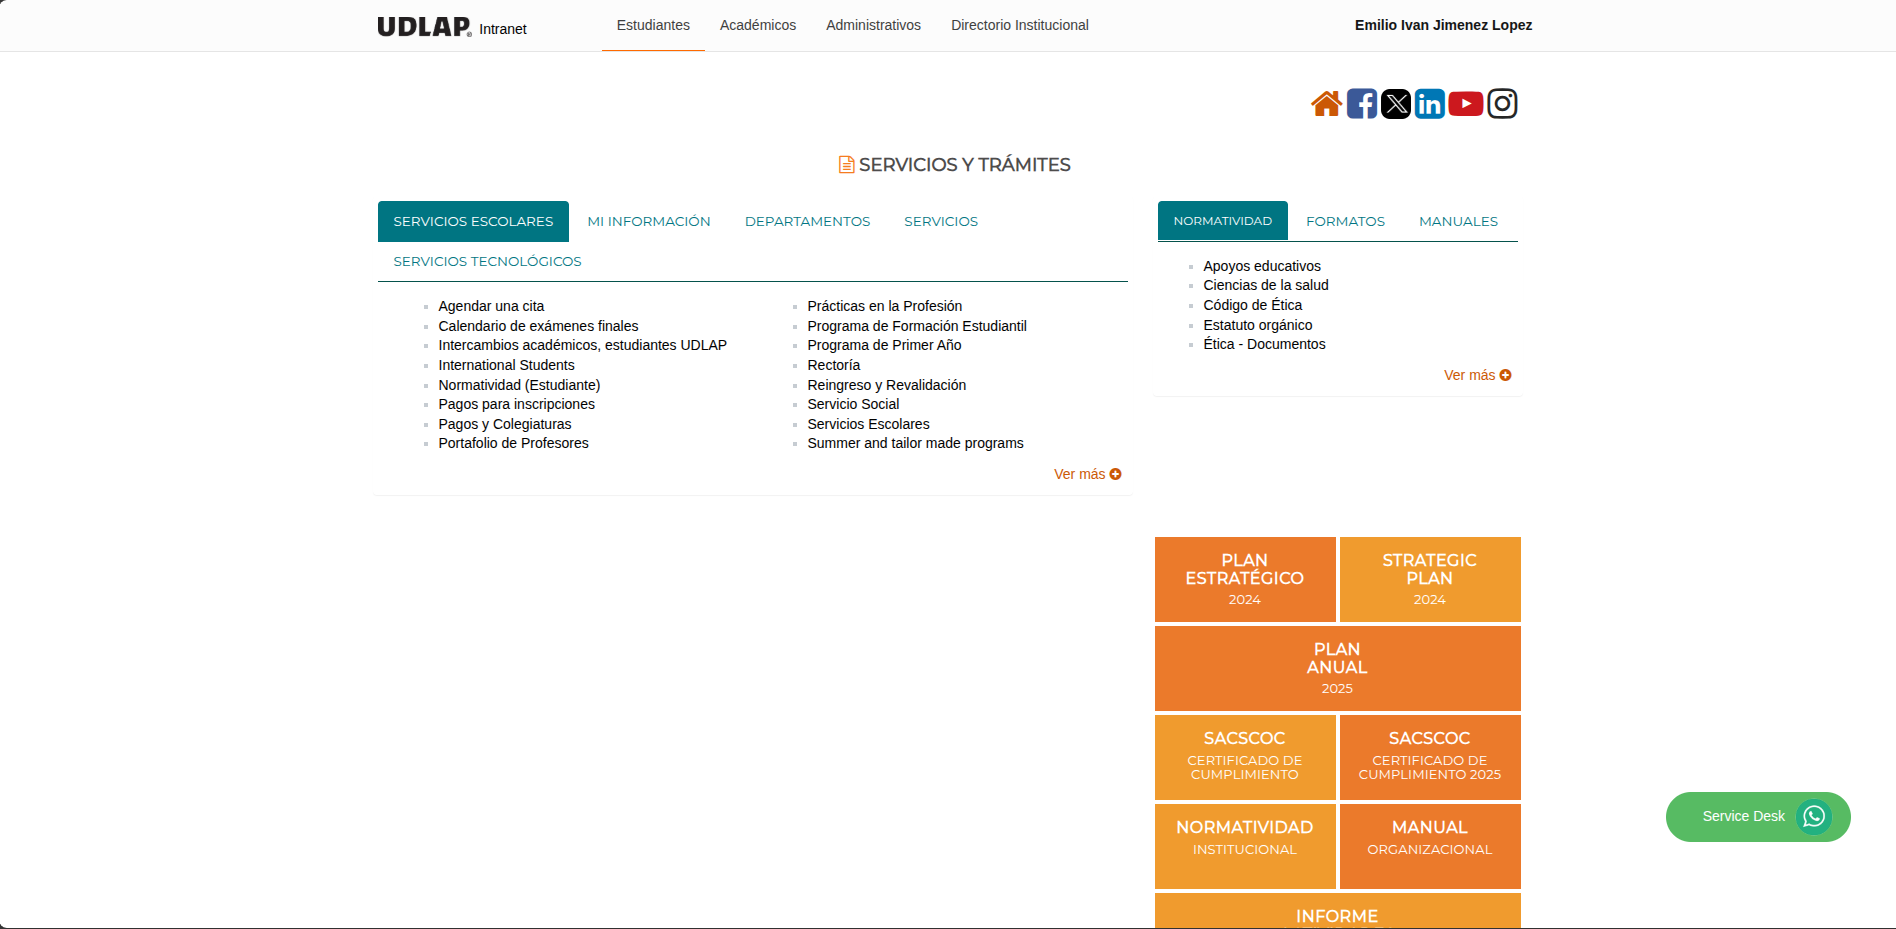 UDLAP® Intranet
Estudiantes
Académicos
Administrativos
Directorio Institucional
Emilio Ivan Jimenez Lopez
SERVICIOS Y TRÁMITES
SERVICIOS ESCOLARES
MI INFORMACIÓN
DEPARTAMENTOS
SERVICIOS
SERVICIOS TECNOLÓGICOS
Agendar una cita
Calendario de exámenes finales
Intercambios académicos, estudiantes UDLAP
International Students
Normatividad (Estudiante)
Pagos para inscripciones
Pagos y Colegiaturas
Portafolio de Profesores
Prácticas en la Profesión
Programa de Formación Estudiantil
Programa de Primer Año
Rectoría
Reingreso y Revalidación
Servicio Social
Servicios Escolares
Summer and tailor made programs
Ver más
NORMATIVIDAD
FORMATOS
MANUALES
Apoyos educativos
Ciencias de la salud
Código de Ética
Estatuto orgánico
Ética - Documentos
Ver más
PLAN
ESTRATÉGICO
2024
STRATEGIC
PLAN
2024
PLAN
ANUAL
2025
SACSCOC
CERTIFICADO DE
CUMPLIMIENTO
SACSCOC
CERTIFICADO DE
CUMPLIMIENTO 2025
NORMATIVIDAD
INSTITUCIONAL
MANUAL
ORGANIZACIONAL
INFORME
Service Desk